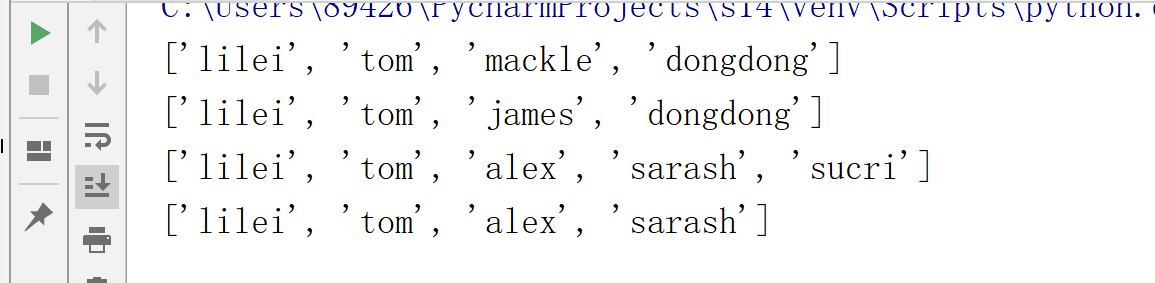 C:\Users\89426\PycharmProjects\s14\venv\Scripts\python.
['lilei', 'tom', 'mackle', 'dongdong']
['lilei', 'tom', 'james', 'dongdong']
['lilei', 'tom', 'alex', 'sarash', 'sucri']
['lilei', 'tom', 'alex', 'sarash']